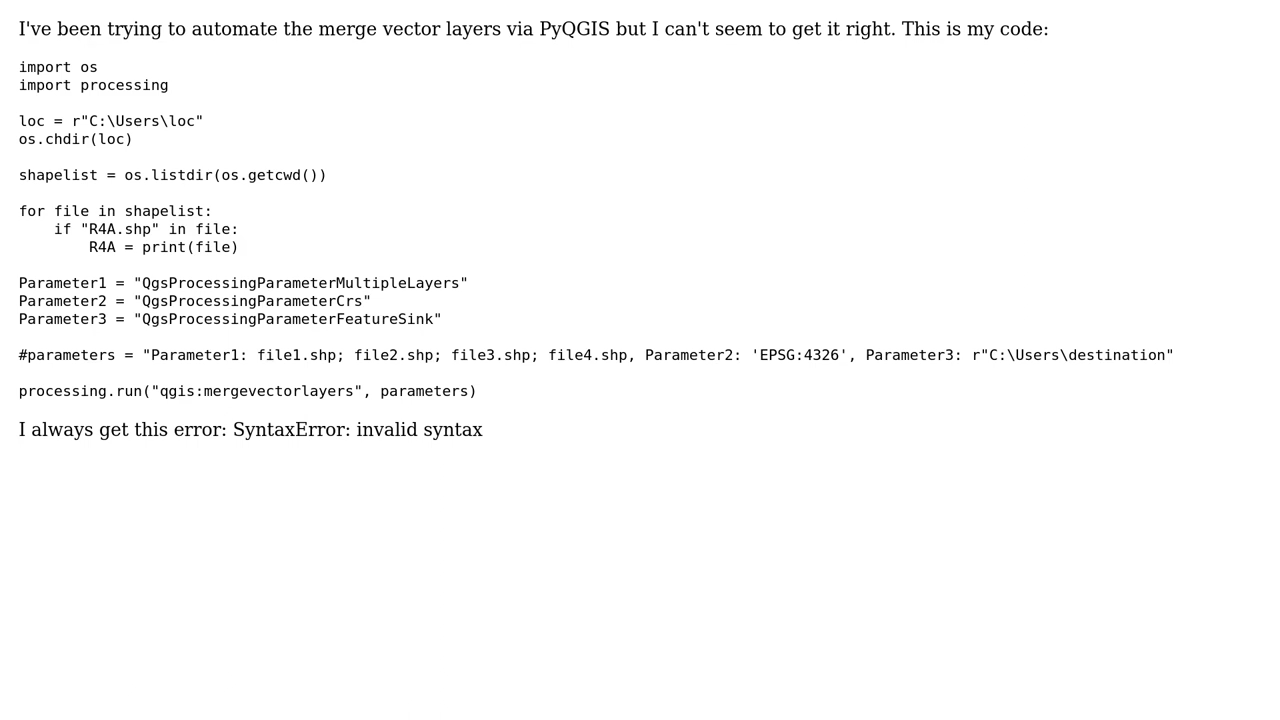 I've been trying to automate the merge vector layers via PyQGIS but I can't seem to get it right. This is my code:
import os
import processing
loc = r"C:\Users\loc"
os.chdir(loc)
shapelist = os.listdir(os.getcwd())
for file in shapelist:
    if "R4A.shp" in file:
        R4A = print(file)
Parameter1 = "QgsProcessingParameterMultipleLayers"
Parameter2 = "QgsProcessingParameterCrs"
Parameter3 = "QgsProcessingParameterFeatureSink"
#parameters = "Parameter1: file1.shp; file2.shp; file3.shp; file4.shp, Parameter2: 'EPSG:4326', Parameter3: r"C:\Users\destination"
processing.run("qgis:mergevectorlayers", parameters)
I always get this error: SyntaxError: invalid syntax